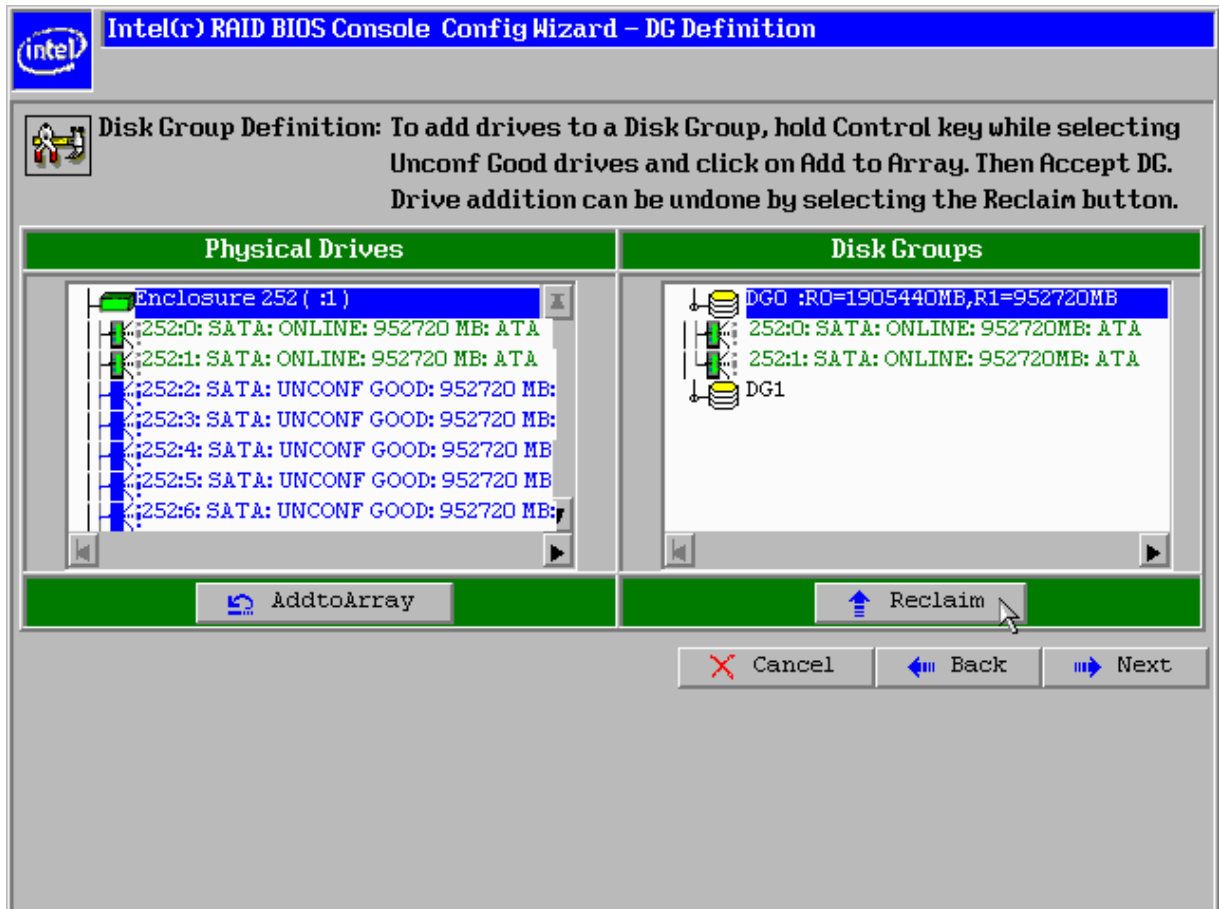 Intel(r) RAID BIOS Console Config Wizard – DG Definition
intel
Disk Group Definition: To add drives to a Disk Group, hold Control key while selecting
Unconf Good drives and click on Add to Array. Then Accept DG.
Drive addition can be undone by selecting the Reclaim button.
Physical Drives
Enclosure 252 ( :1 )
252:0: SATA: ONLINE: 952720 MB: ATA
252:1: SATA: ONLINE: 952720 MB: ATA
252:2: SATA: UNCONF GOOD: 952720 MB:
252:3: SATA: UNCONF GOOD: 952720 MB:
252:4: SATA: UNCONF GOOD: 952720 MB
252:5: SATA: UNCONF GOOD: 952720 MB
252:6: SATA: UNCONF GOOD: 952720 MB:
AddtoArray
Disk Groups
DG0 :R0=1905440MB,R1=952720MB
252:0: SATA: ONLINE: 952720MB: ATA
252:1: SATA: ONLINE: 952720MB: ATA
DG1
Reclaim
Cancel
Back
Next